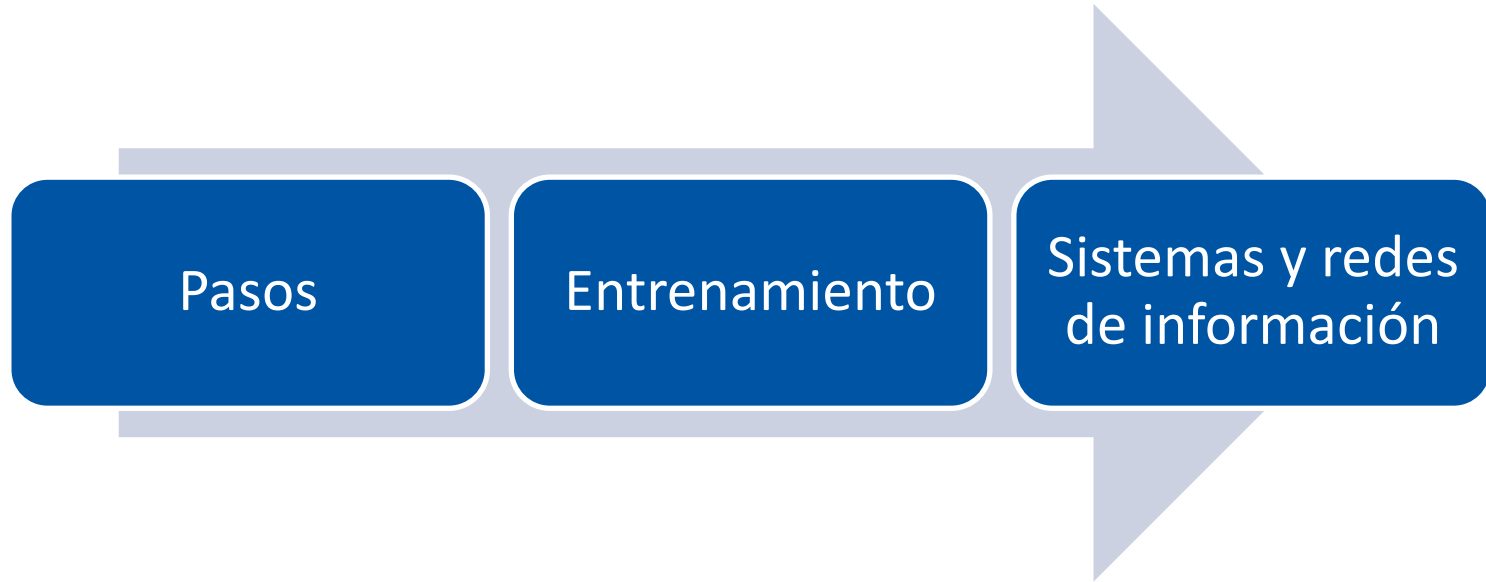 Pasos
Entrenamiento
Sistemas y redes
de información